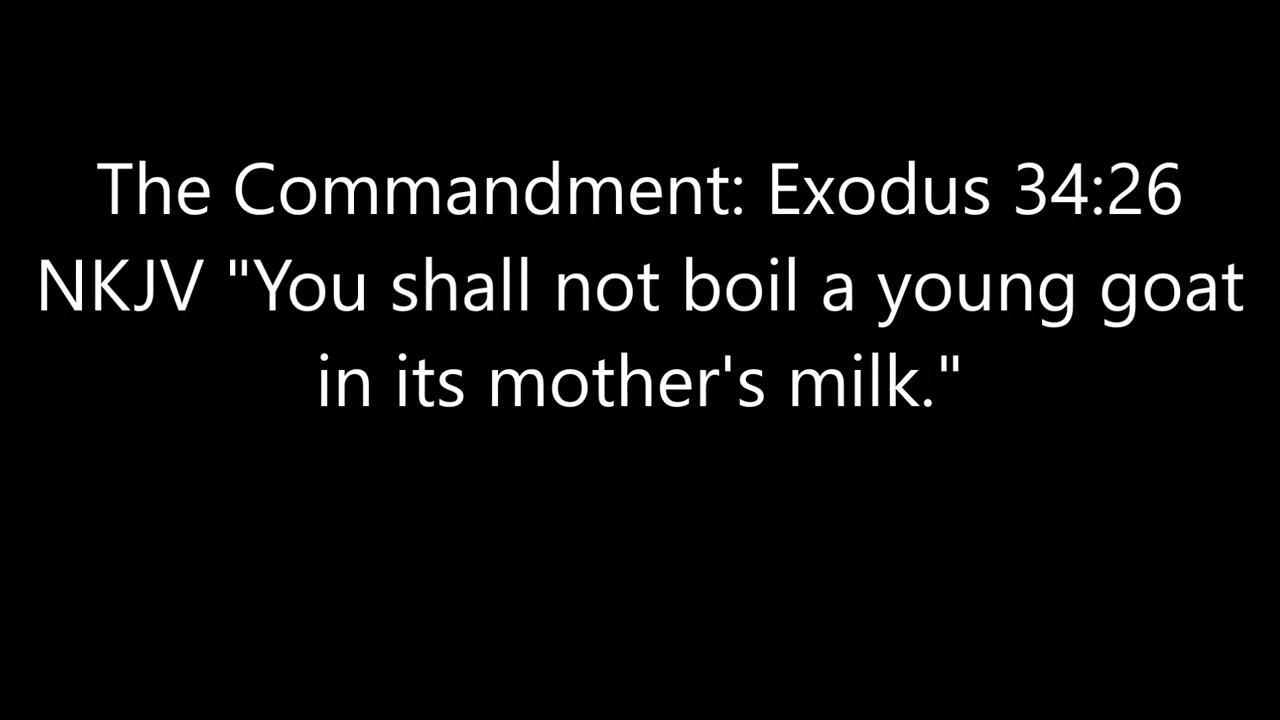 The Commandment: Exodus 34:26
NKJV "You shall not boil a young goat
in its mother's milk."